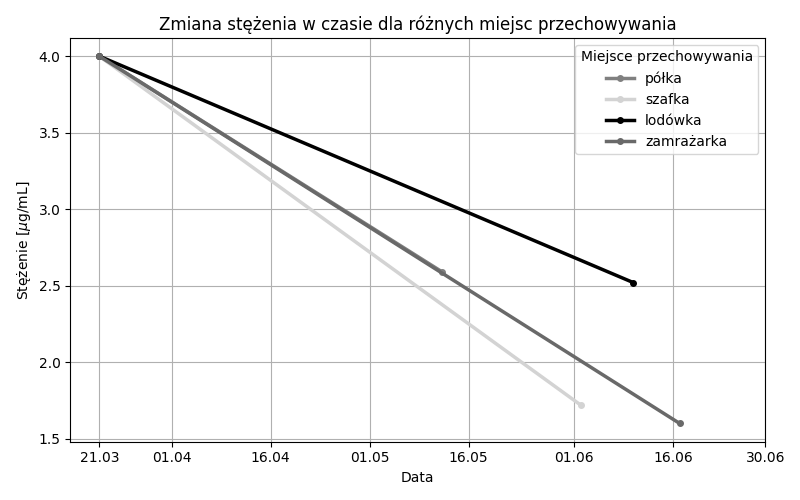 Zmiana stężenia w czasie dla różnych miejsc przechowywania
Stężenie [μg/mL]
4.0
3.5
3.0
2.5
2.0
1.5
Miejsce przechowywania
półka
szafka
lodówka
zamrażarka
21.03 01.04 16.04 01.05 16.05 01.06 16.06 30.06
Data